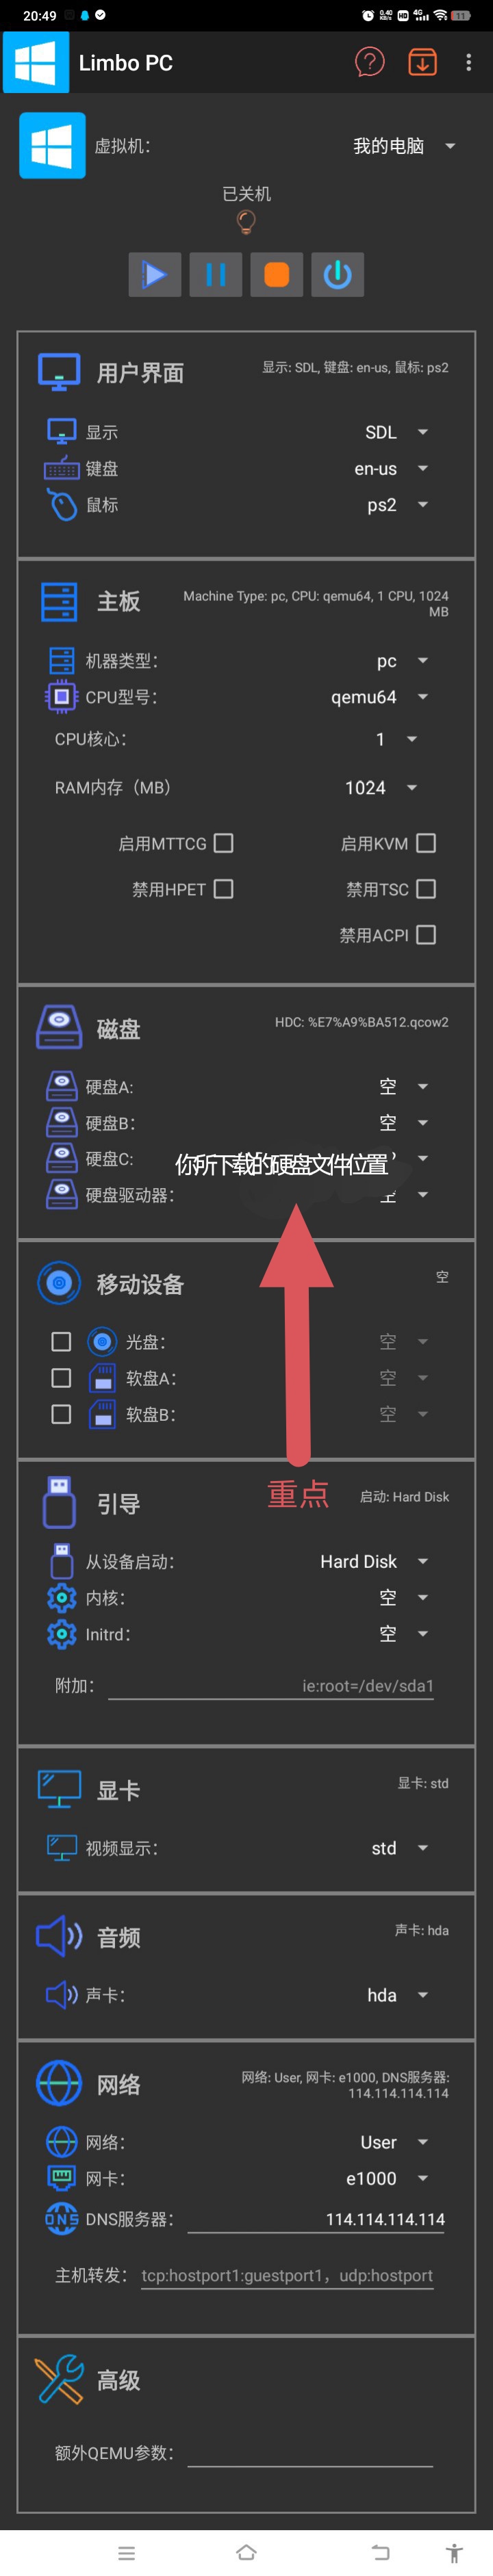 20:49
0.40
KB/s
HD
4G
11
Limbo PC
虚拟机：
我的电脑
已关机
用户界面
显示: SDL, 键盘: en-us, 鼠标: ps2
显示
SDL
键盘
en-us
鼠标
ps2
主板
Machine Type: pc, CPU: qemu64, 1 CPU, 1024
MB
机器类型：
pc
CPU型号：
qemu64
CPU核心：
1
RAM内存（MB）
1024
启用MTTCG
启用KVM
禁用HPET
禁用TSC
禁用ACPI
磁盘
HDC: %E7%A9%BA512.qcow2
硬盘A:
空
硬盘B：
空
硬盘C:
你所下载的硬盘文件位置
硬盘驱动器：
移动设备
空
光盘：
空
软盘A：
空
软盘B：
空
重点
引导
启动: Hard Disk
从设备启动：
Hard Disk
内核：
空
Initrd：
空
附加：
ie:root=/dev/sda1
显卡
显卡: std
视频显示：
std
音频
声卡: hda
声卡：
hda
网络
网络: User, 网卡: e1000, DNS服务器:
114.114.114.114
网络：
User
网卡：
e1000
DNS
DNS服务器：
114.114.114.114
主机转发：
tcp:hostport1:guestport1，udp:hostport
高级
额外QEMU参数：